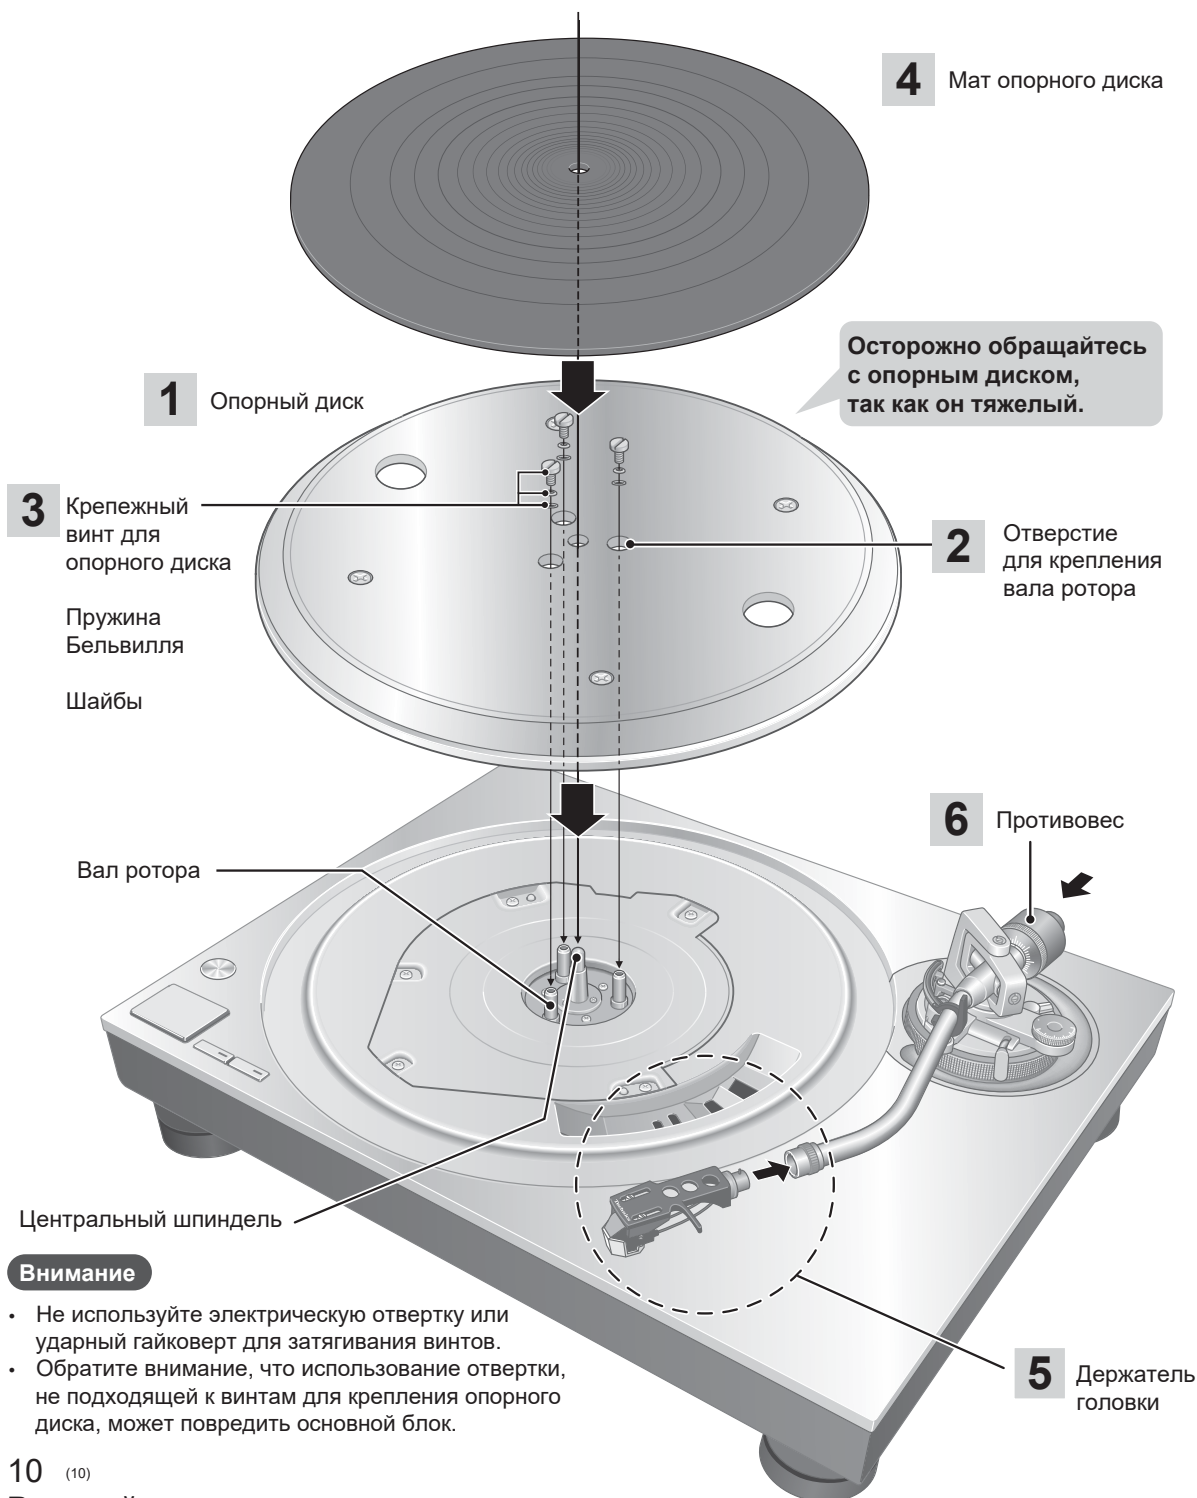 4 Мат опорного диска
Осторожно обращайтесь
с опорным диском,
так как он тяжелый.
1 Опорный диск
3 Крепежный
винт для
опорного диска
Пружина
Бельвилля
Шайбы
2 Отверстие
для крепления
вала ротора
6 Противовес
Вал ротора
Центральный шпиндель
Внимание
• Не используйте электрическую отвертку или
ударный гайковерт для затягивания винтов.
• Обратите внимание, что использование отвертки,
не подходящей к винтам для крепления опорного
диска, может повредить основной блок.
5 Держатель
головки
10 (10)